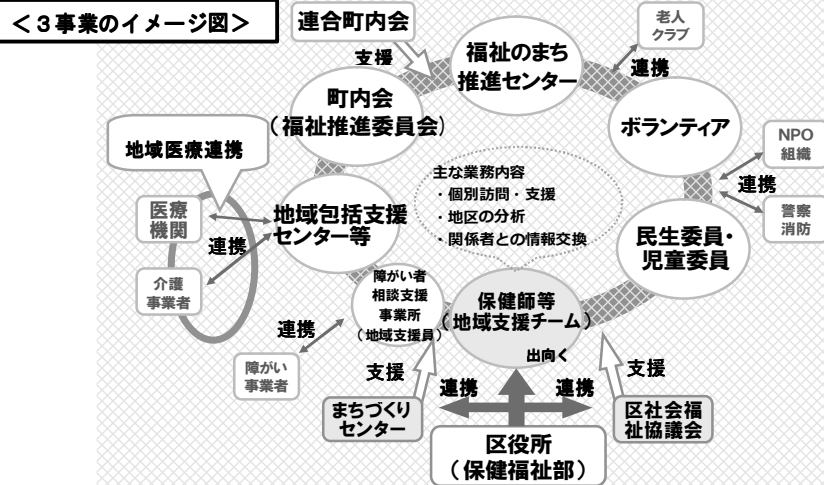 ＜３事業のイメージ図＞
連合町内会
支援
福祉のまち
推進センター
老人
クラブ
連携
町内会
（福祉推進委員会）
ボランティア
NPO
組織
連携
警察
消防
地域医療連携
主な業務内容
・個別訪問・支援
・地区の分析
・関係者との情報交換
医療
機関
連携
介護
事業者
地域包括支援
センター等
民生委員・
児童委員
障がい者
相談支援
事業所
（地域支援員）
連携
障がい
事業者
保健師等
（地域支援チーム）
出向く
支援
連携
連携
支援
まちづくり
センター
区社会福
祉協議会
区役所
（保健福祉部）